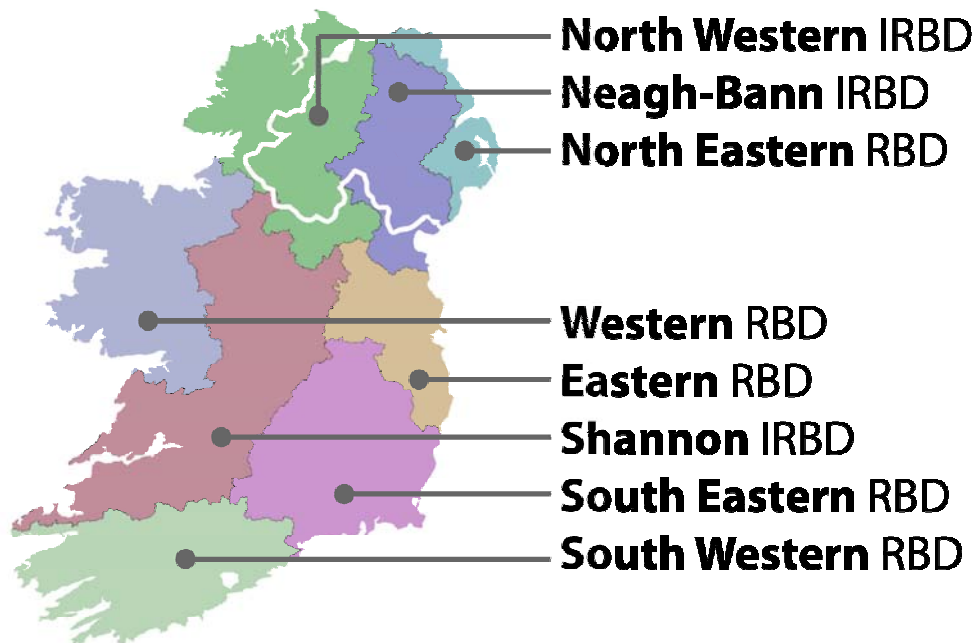 North Western IRBD
Neagh-Bann IRBD
North Eastern RBD
Western RBD
Eastern RBD
Shannon IRBD
South Eastern RBD
South Western RBD